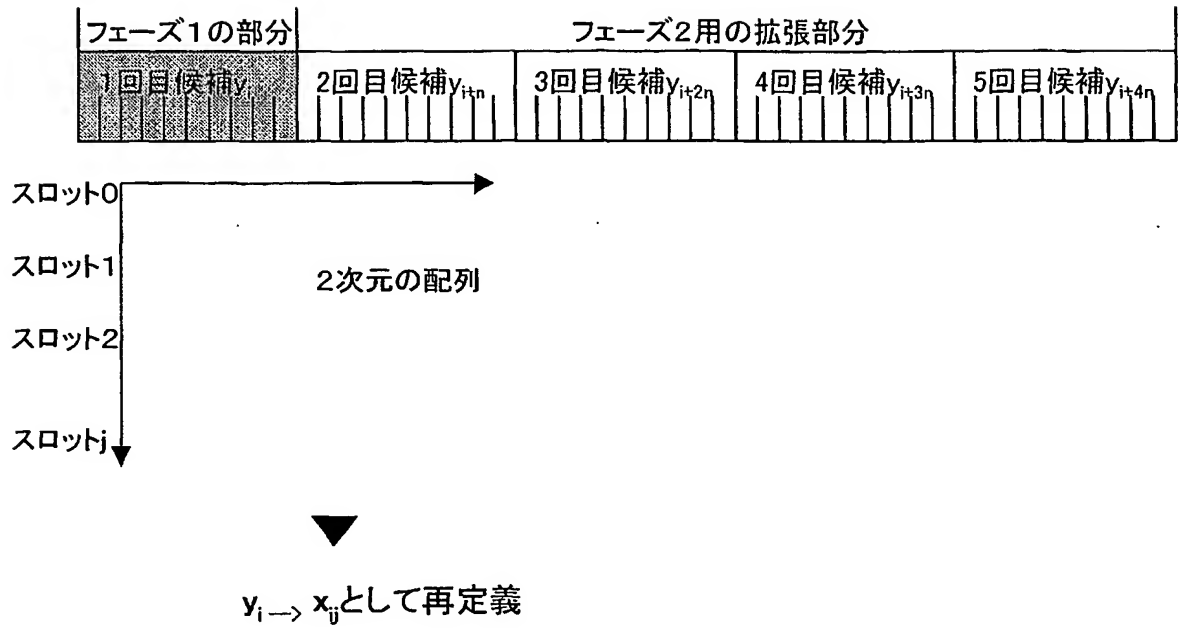 フェーズ1の部分 フェーズ2用の拡張部分
1回目候補yi 2回目候補yi+n 3回目候補yi+2n 4回目候補yi+3n 5回目候補yi+4n
スロット0
スロット1
2次元の配列
スロット2
スロットj
yi → xijとして再定義